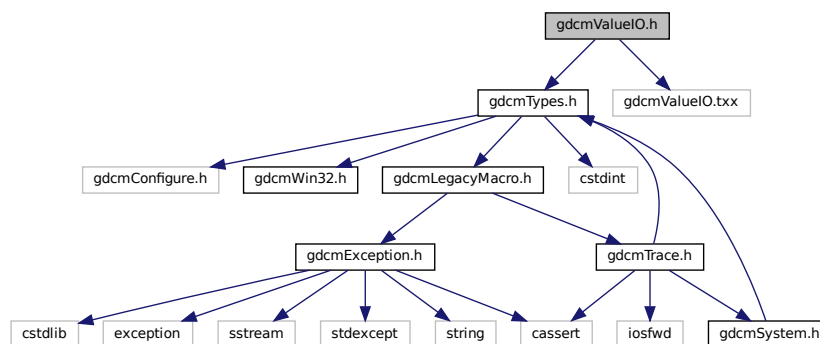 gdcmValueIO.h
gdcmTypes.h
gdcmValueIO.txx
gdcmConfigure.h
gdcmWin32.h
gdcmLegacyMacro.h
cstdint
gdcmException.h
gdcmTrace.h
cstdlib
exception
sstream
stdexcept
string
cassert
iosfwd
gdcmSystem.h